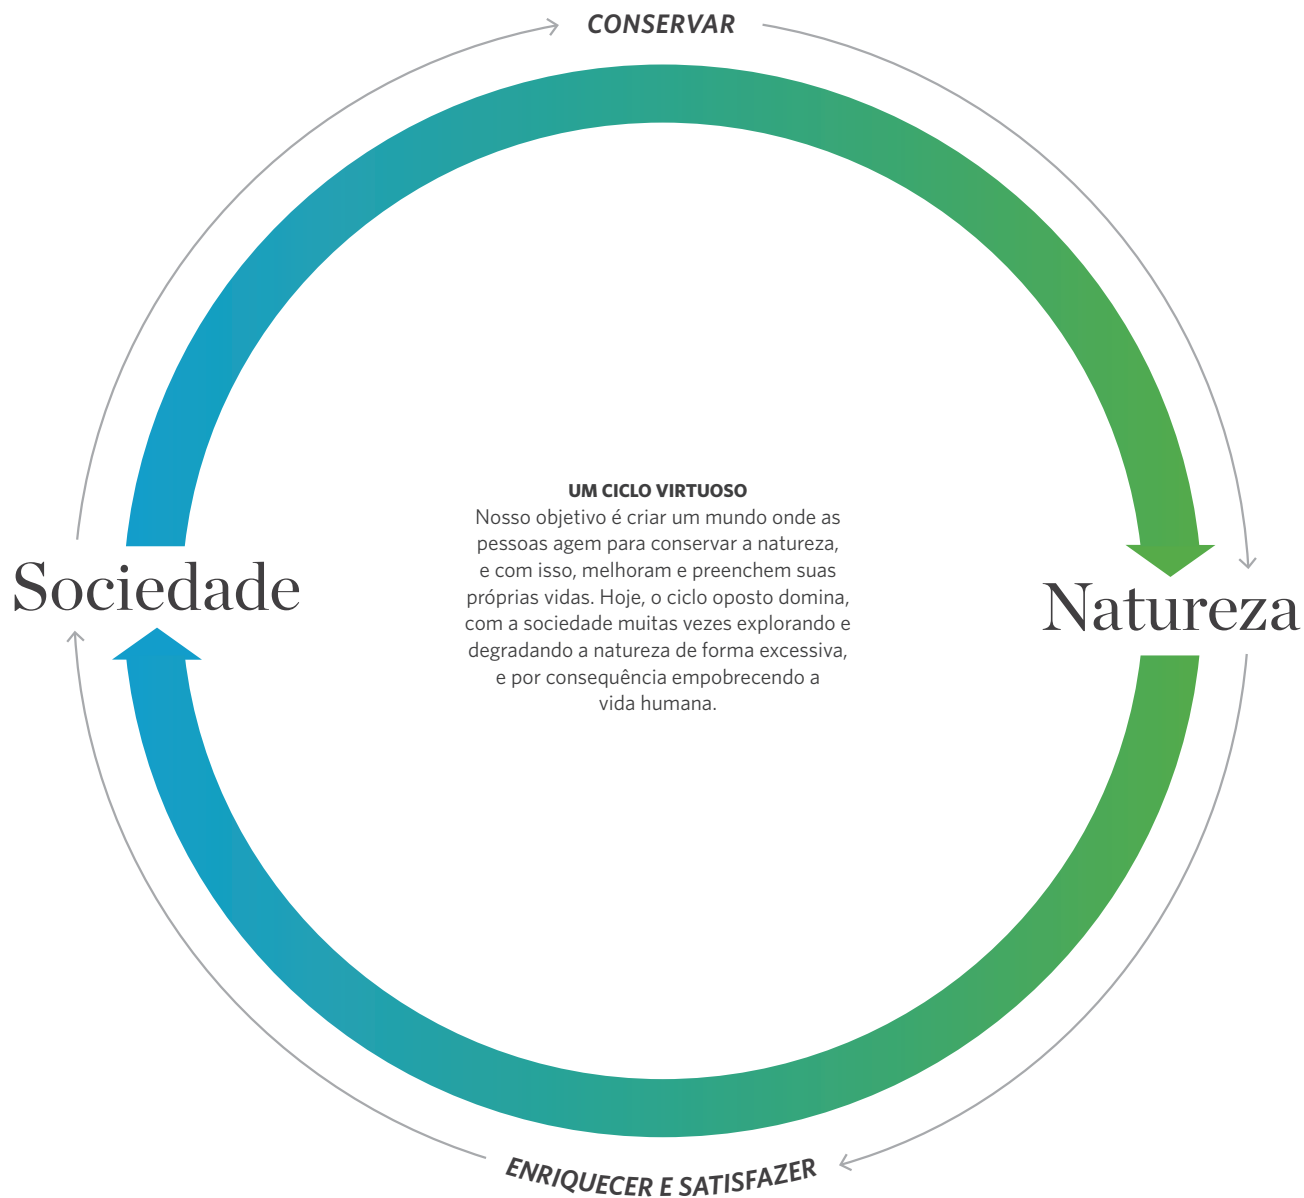 CONSERVAR
UM CICLO VIRTUOSO
Nosso objetivo é criar um mundo onde as
pessoas agem para conservar a natureza,
e com isso, melhoram e preenchem suas
próprias vidas. Hoje, o ciclo oposto domina,
com a sociedade muitas vezes explorando e
degradando a natureza de forma excessiva,
e por consequência empobrecendo a
vida humana.
Sociedade
Natureza
ENRIQUECER E SATISFAZER